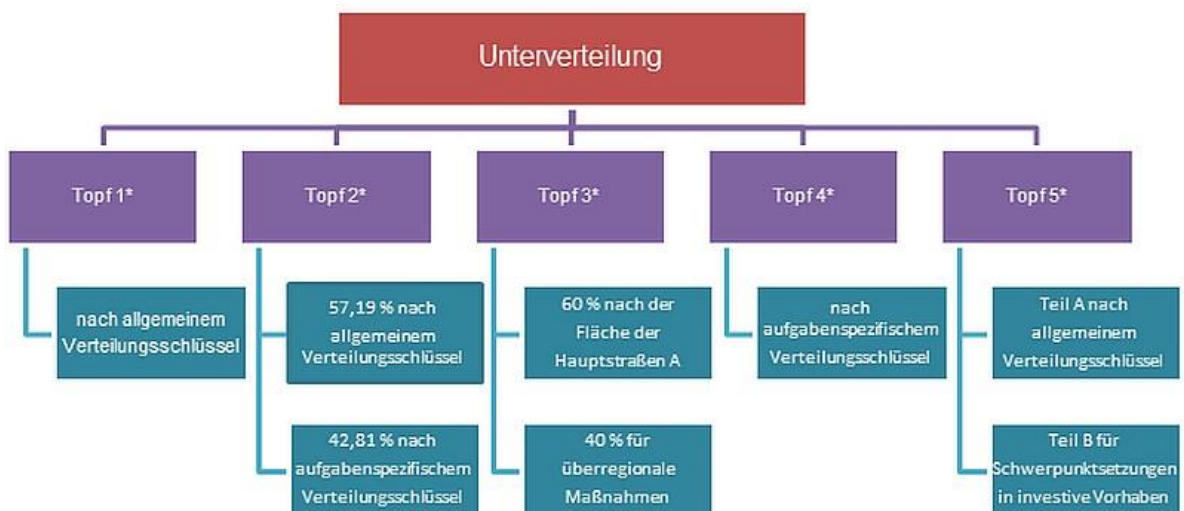 Unterverteilung
Topf 1*
Topf 2*
Topf 3*
Topf 4*
Topf 5*
nach allgemeinem
Verteilungsschlüssel
57,19 % nach
allgemeinem
Verteilungsschlüssel
60 % nach der
Fläche der
Hauptstraßen A
nach
aufgabenspezifischem
Verteilungsschlüssel
Teil A nach
allgemeinem
Verteilungsschlüssel
42,81 % nach
aufgabenspezifischem
Verteilungsschlüssel
40 % für
überregionale
Maßnahmen
Teil B für
Schwerpunktsetzungen
in investive Vorhaben